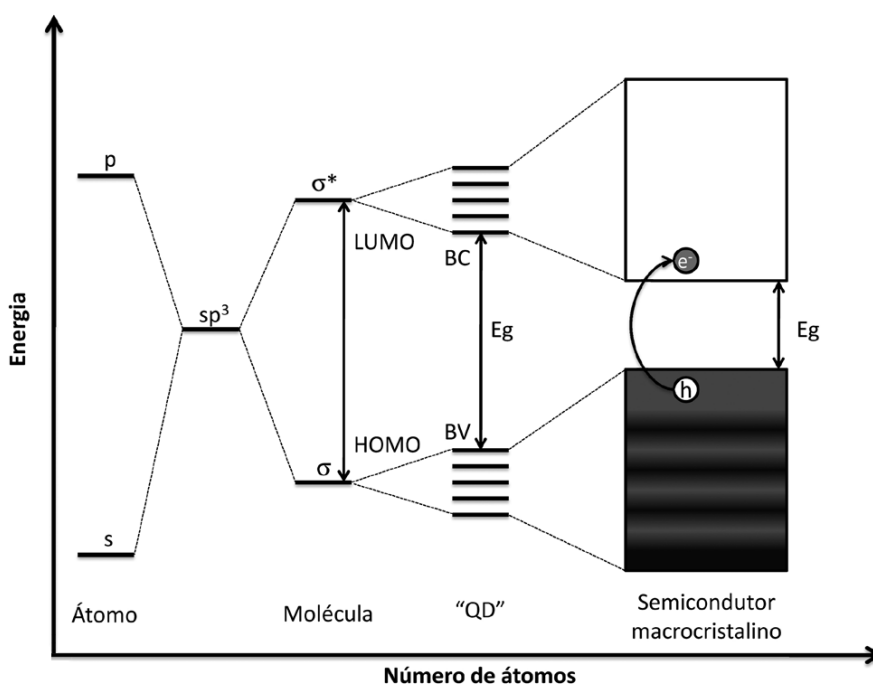 Energia
p
sp³
s
σ*
LUMO
HOMO
σ
BC
Eg
BV
e⁻
h
Eg
Átomo
Molécula
“QD”
Semicondutor
macrocristalino
Número de átomos